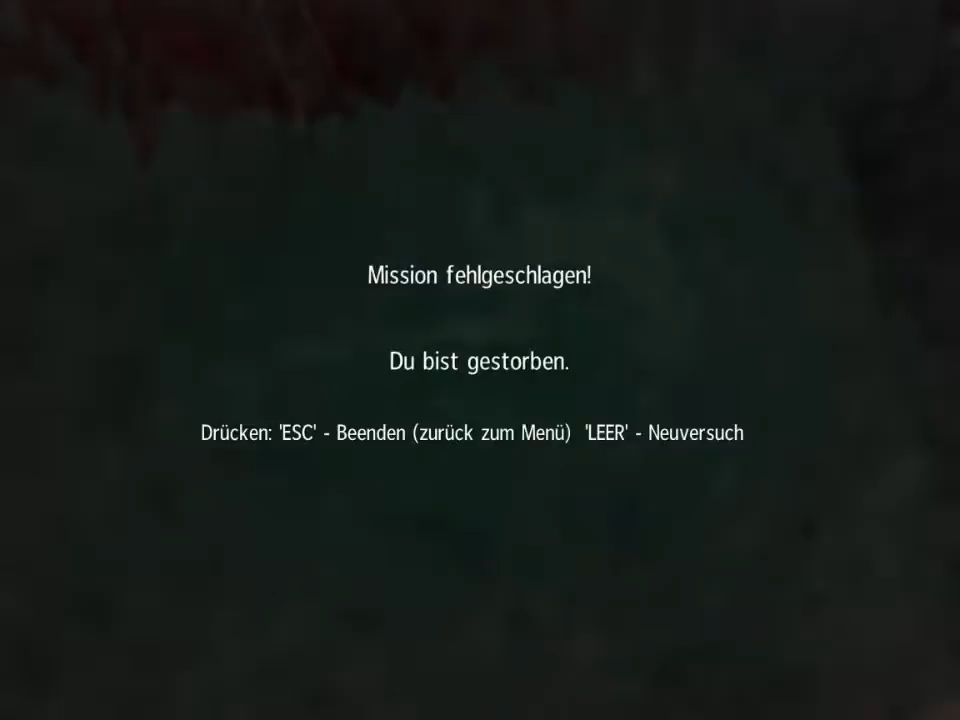 Mission fehlgeschlagen!
Du bist gestorben.
Drücken: 'ESC' - Beenden (zurück zum Menü) 'LEER' - Neuversuch